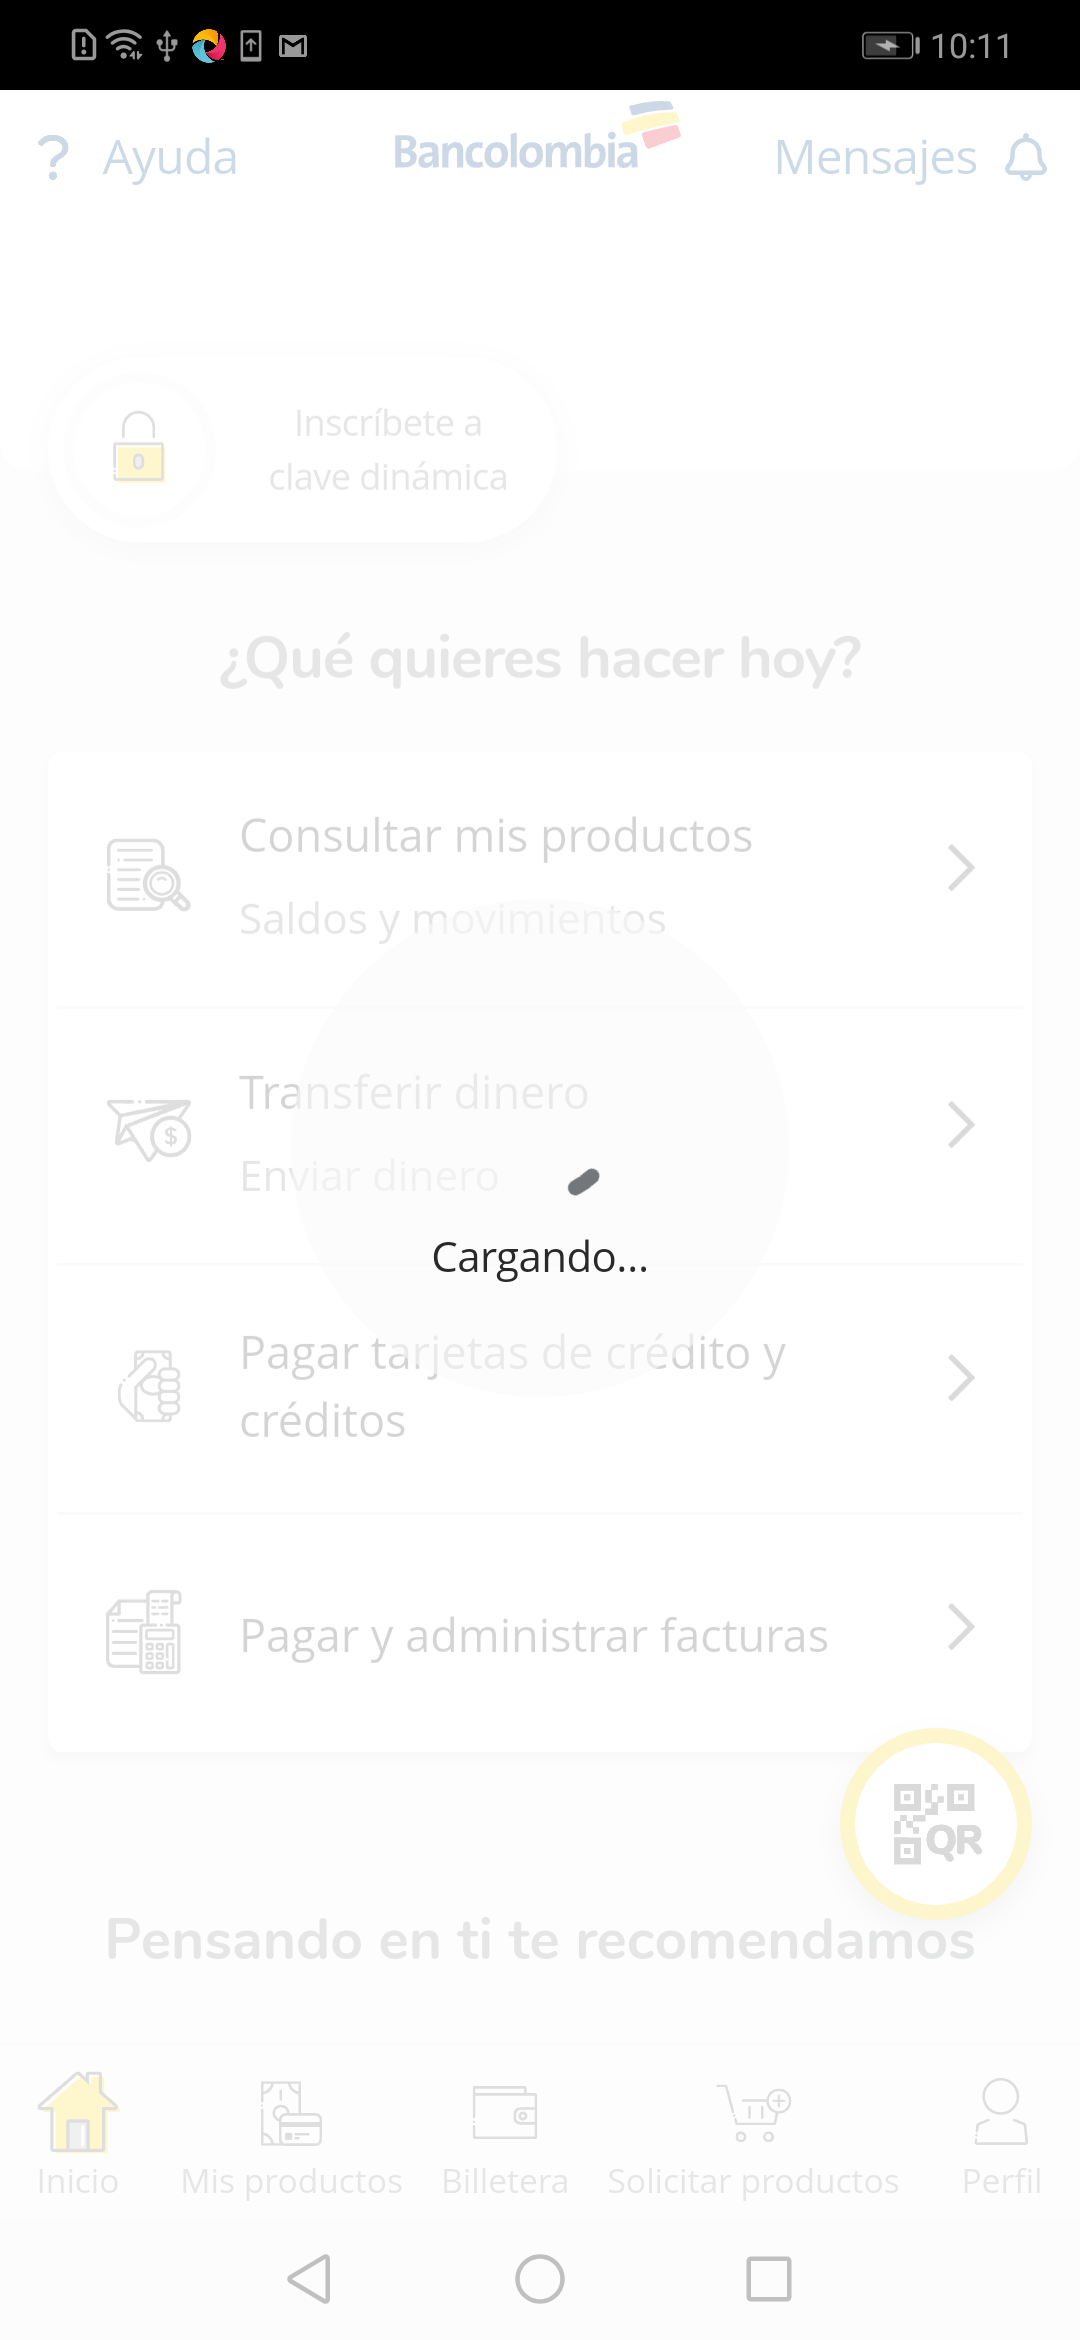 10:11
Ayuda
Bancolombia
Mensajes
Inscríbete a
clave dinámica
¿Qué quieres hacer hoy?
Consultar mis productos
Saldos y movimientos
Transferir dinero
Enviar dinero
Cargando...
Pagar tarjetas de crédito y
créditos
Pagar y administrar facturas
QR
Pensando en ti te recomendamos
Inicio
Mis productos
Billetera
Solicitar productos
Perfil